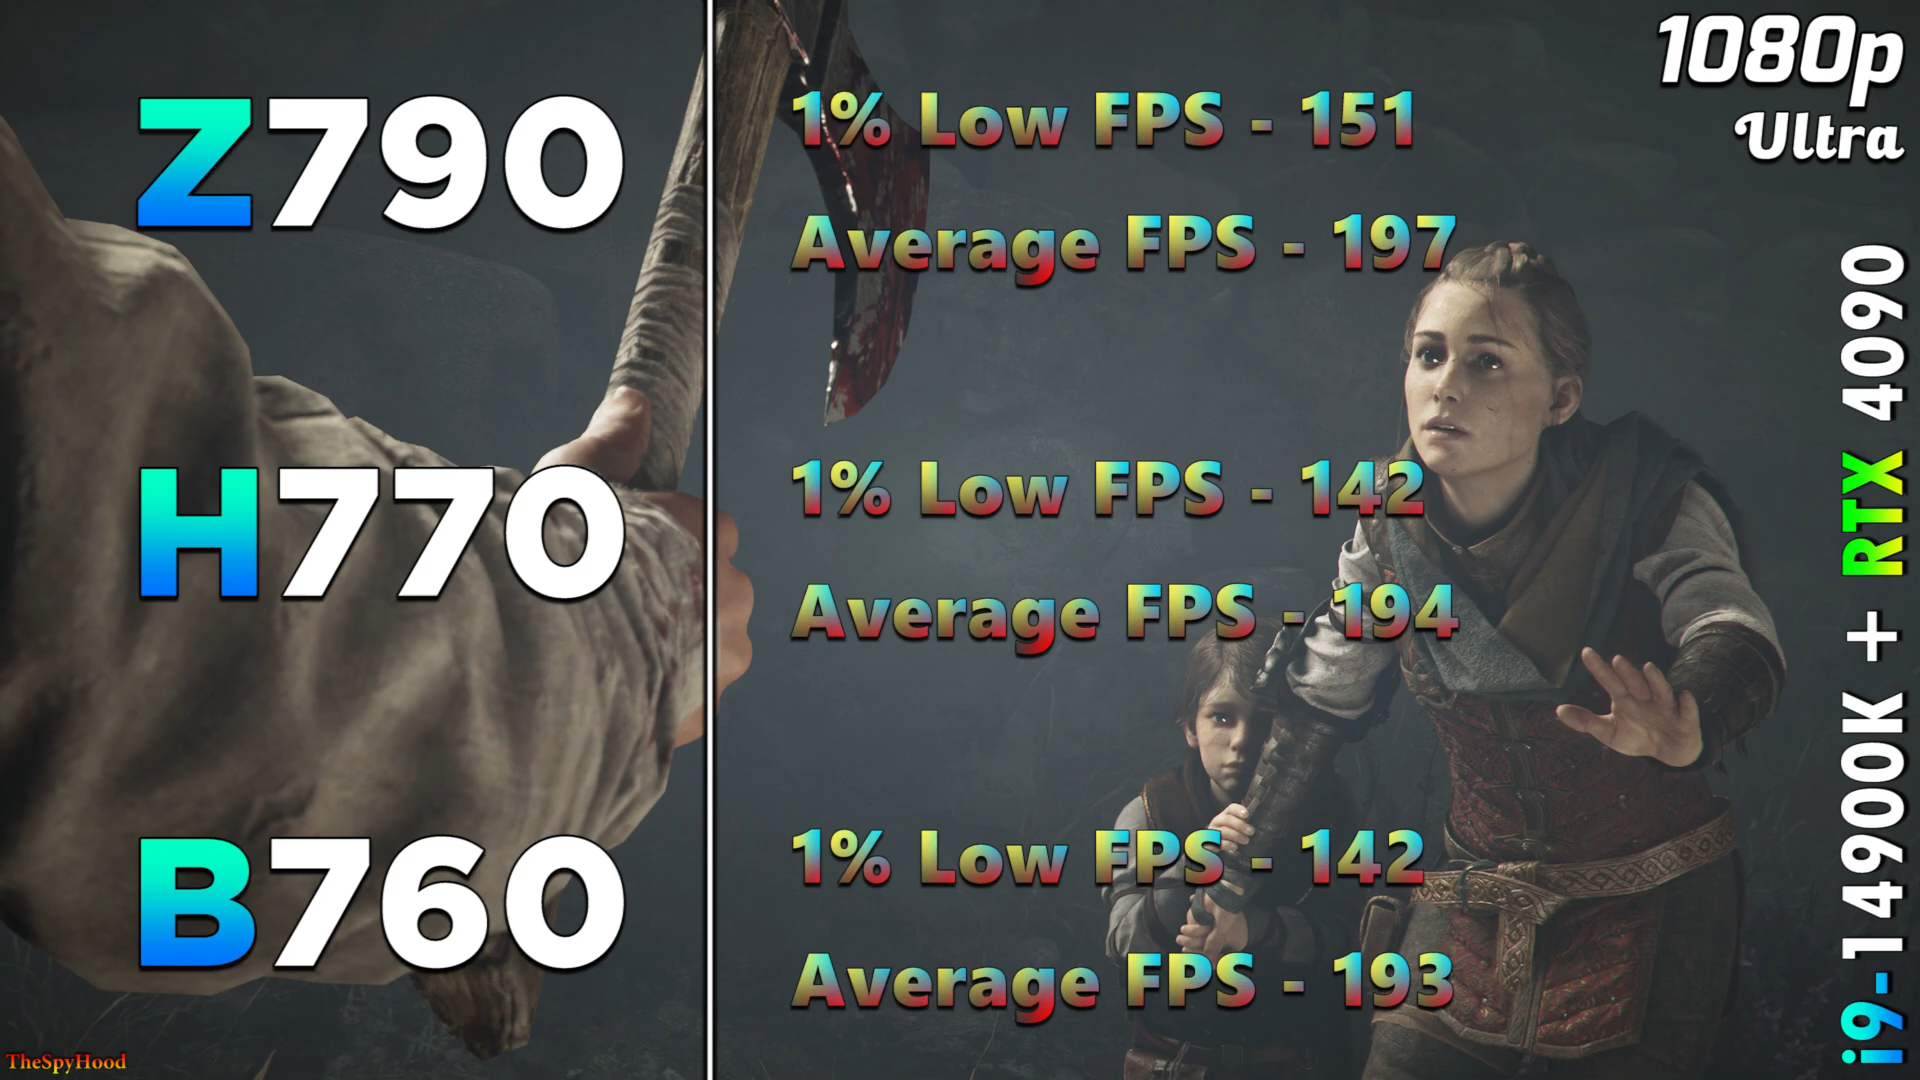 Z790
1% Low FPS - 151
Average FPS - 197
H770
1% Low FPS - 142
Average FPS - 194
B760
1% Low FPS - 142
Average FPS - 193
1080p
Ultra
i9-14900K + RTX 4090
TheSpyHood